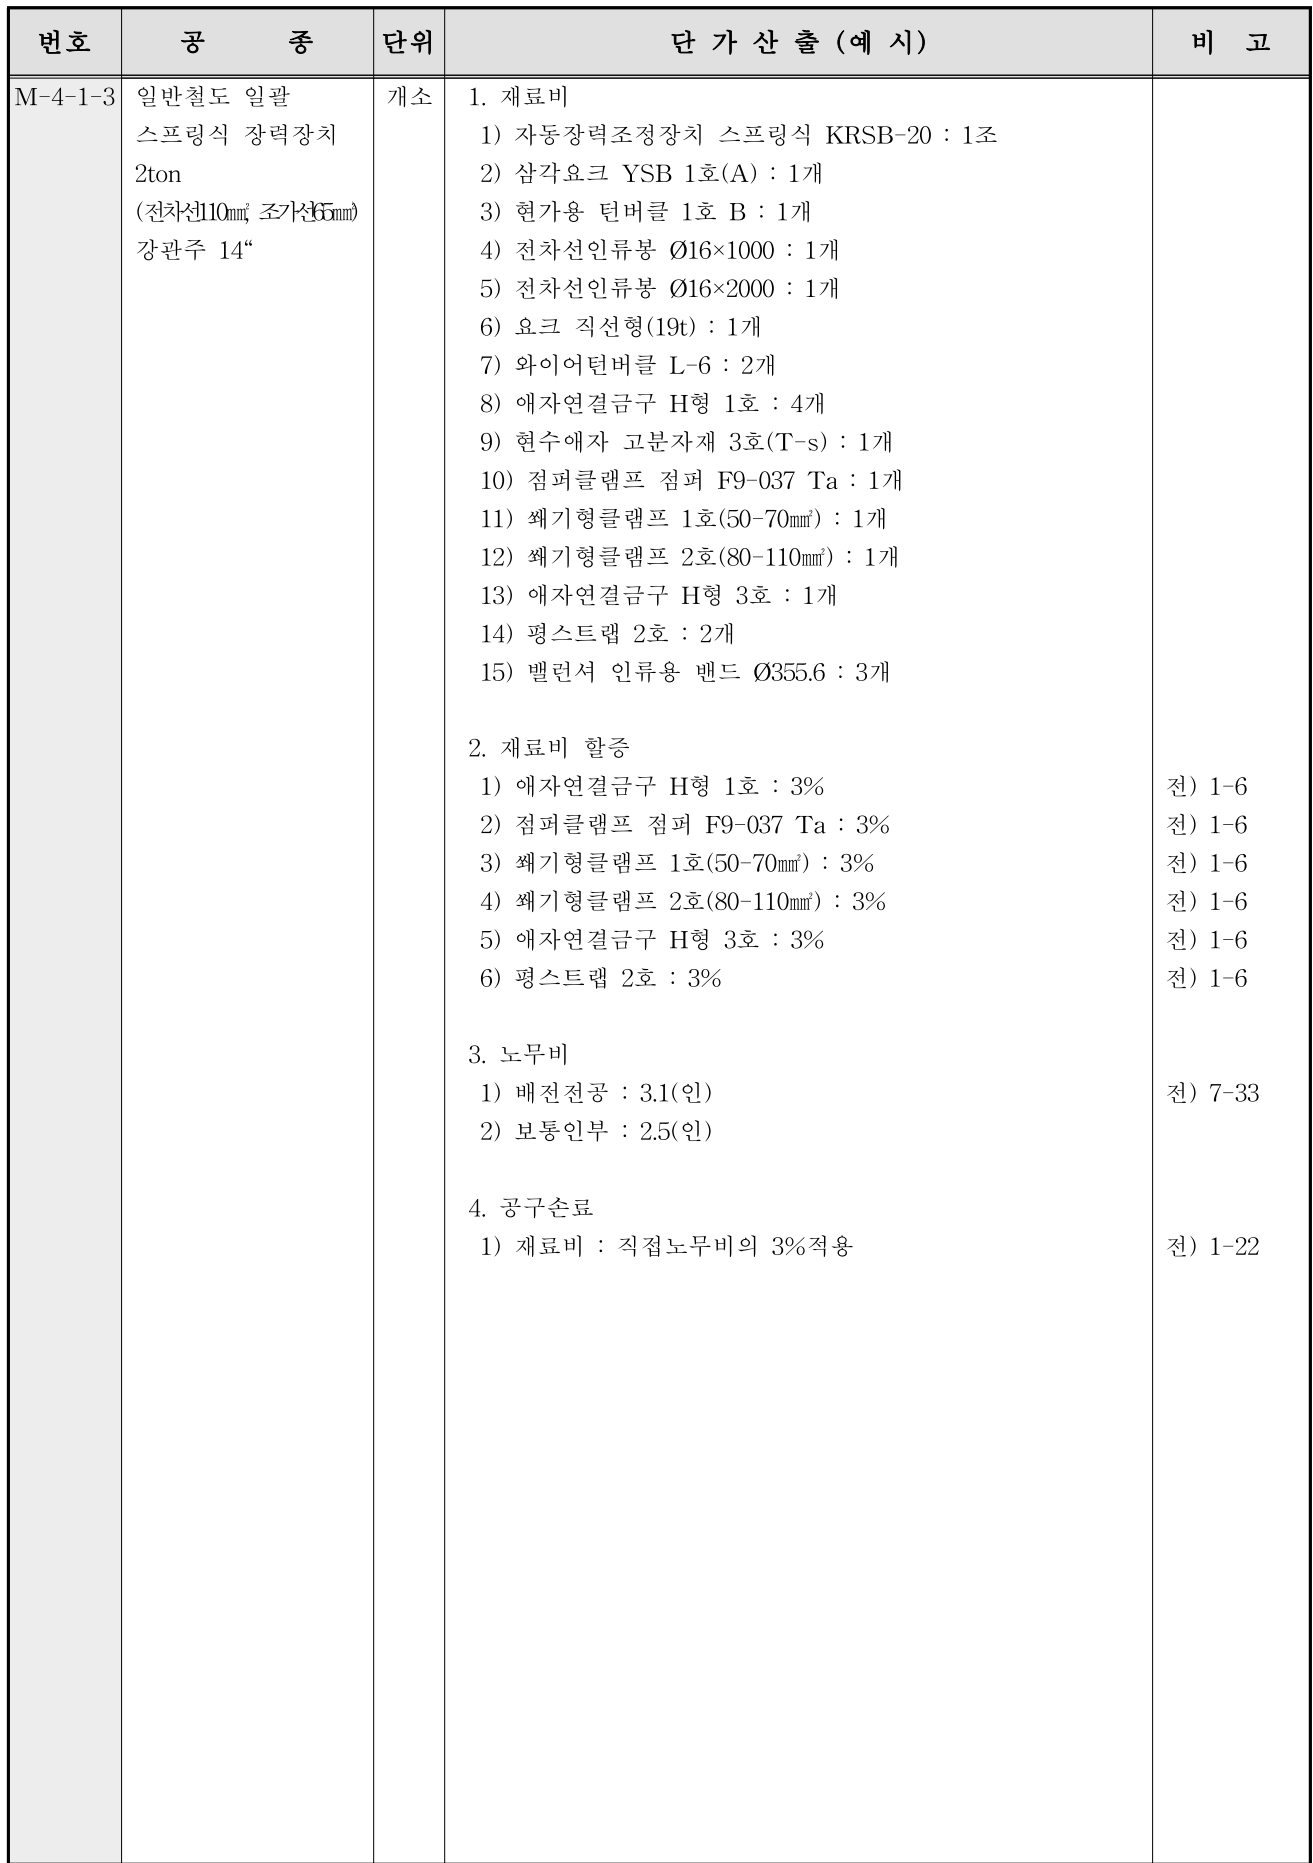 번호 공 종 단위 단 가 산 출 (예 시) 비 고
M-4-1-3 일반철도 일괄 개소 1. 재료비
스프링식 장력장치 1) 자동장력조정장치 스프링식 KRSB-20 : 1조
2ton 2) 삼각요크 YSB 1호(A) : 1개
(전차선110㎟, 조가선65㎟) 3) 현가용 턴버클 1호 B : 1개
강관주 14“ 4) 전차선인류봉 Ø16×1000 : 1개
5) 전차선인류봉 Ø16×2000 : 1개
6) 요크 직선형(19t) : 1개
7) 와이어턴버클 L-6 : 2개
8) 애자연결금구 H형 1호 : 4개
9) 현수애자 고분자재 3호(T-s) : 1개
10) 점퍼클램프 점퍼 F9-037 Ta : 1개
11) 쐐기형클램프 1호(50-70㎟) : 1개
12) 쐐기형클램프 2호(80-110㎟) : 1개
13) 애자연결금구 H형 3호 : 1개
14) 평스트랩 2호 : 2개
15) 밸런셔 인류용 밴드 Ø355.6 : 3개
2. 재료비 할증
1) 애자연결금구 H형 1호 : 3% 전) 1-6
2) 점퍼클램프 점퍼 F9-037 Ta : 3% 전) 1-6
3) 쐐기형클램프 1호(50-70㎟) : 3% 전) 1-6
4) 쐐기형클램프 2호(80-110㎟) : 3% 전) 1-6
5) 애자연결금구 H형 3호 : 3% 전) 1-6
6) 평스트랩 2호 : 3% 전) 1-6
3. 노무비
1) 배전전공 : 3.1(인) 전) 7-33
2) 보통인부 : 2.5(인)
4. 공구손료
1) 재료비 : 직접노무비의 3%적용 전) 1-22